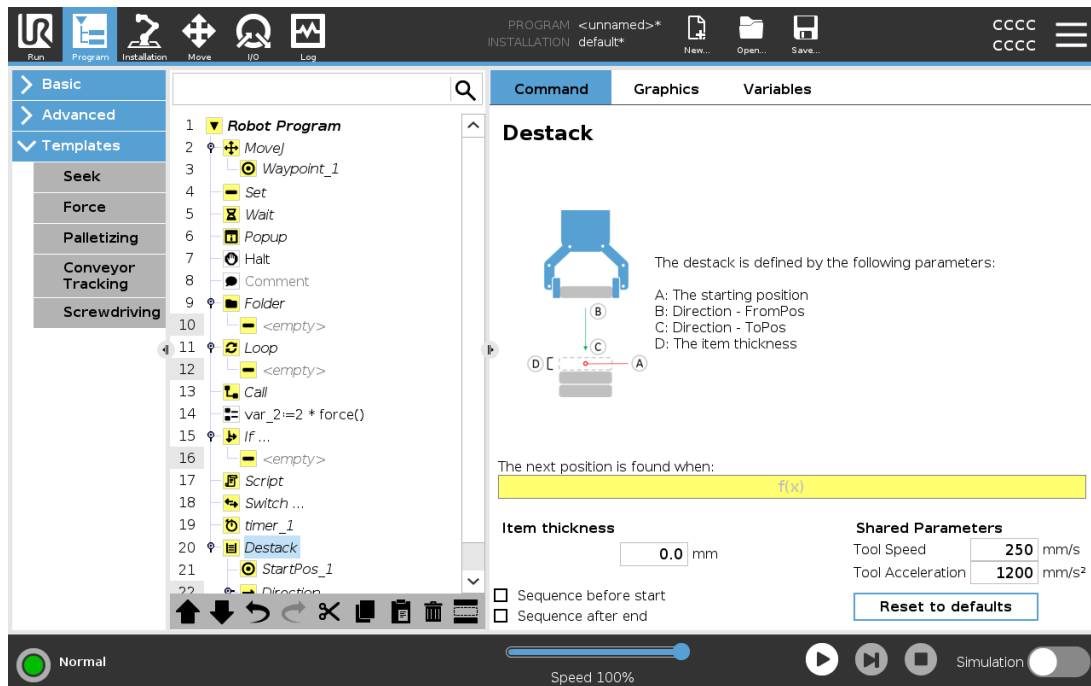 PROGRAM <unnamed>*
INSTALLATION default*
CCCC
CCCC
Run
Program
Installation
Move
I/O
Log
New...
Open...
Save...
Basic
Advanced
Templates
Seek
Force
Palletizing
Conveyor
Tracking
Screwdriving
1 Robot Program
2 MoveJ
3 Waypoint_1
4 Set
5 Wait
6 Popup
7 Halt
8 Comment
9 Folder
10 <empty>
11 Loop
12 <empty>
13 Call
14 var_2:=2 * force()
15 If ...
16 <empty>
17 Script
18 Switch ...
19 timer_1
20 Destack
21 StartPos_1
22 Direction
Command
Graphics
Variables
Destack
The destack is defined by the following parameters:
A: The starting position
B: Direction - FromPos
C: Direction - ToPos
D: The item thickness
B
C
D
A
The next position is found when:
f(x)
Item thickness
0.0 mm
Sequence before start
Sequence after end
Shared Parameters
Tool Speed 250 mm/s
Tool Acceleration 1200 mm/s²
Reset to defaults
Normal
Speed 100%
Simulation